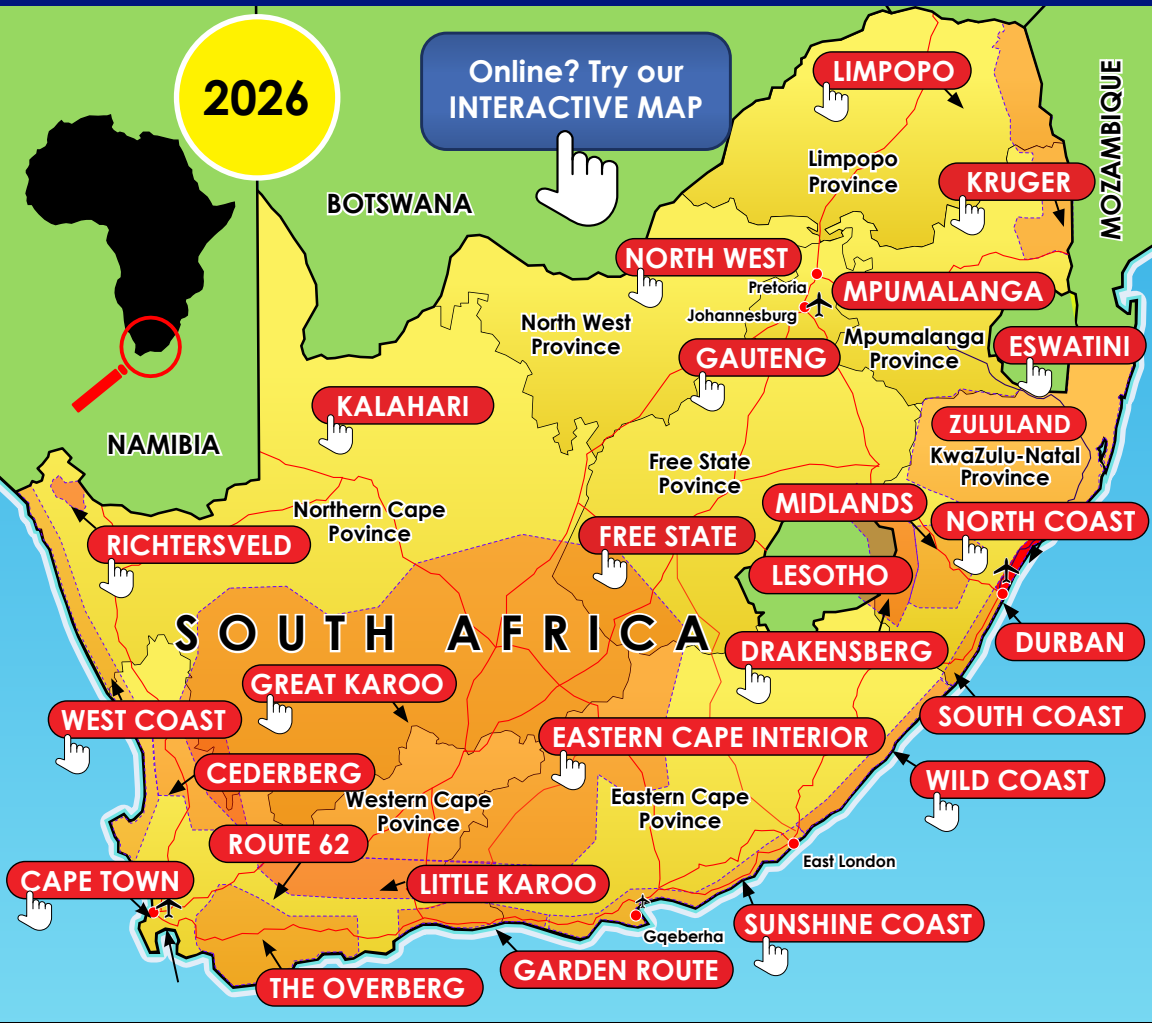 2026
Online? Try our
INTERACTIVE MAP
LIMPOPO
MOZAMBIQUE
Limpopo
Province
KRUGER
BOTSWANA
NORTH WEST
Pretoria
MPUMALANGA
Johannesburg
North West
Province
Mpumalanga
Province
ESWATINI
GAUTENG
KALAHARI
ZULULAND
NAMIBIA
KwaZulu-Natal
Province
Free State
Povince
MIDLANDS
Northern Cape
Povince
NORTH COAST
RICHTERSVELD
FREE STATE
LESOTHO
SOUTH AFRICA
DURBAN
DRAKENSBERG
GREAT KAROO
WEST COAST
SOUTH COAST
EASTERN CAPE INTERIOR
CEDERBERG
WILD COAST
Western Cape
Povince
Eastern Cape
Povince
ROUTE 62
East London
CAPE TOWN
LITTLE KAROO
SUNSHINE COAST
Gqeberha
GARDEN ROUTE
THE OVERBERG